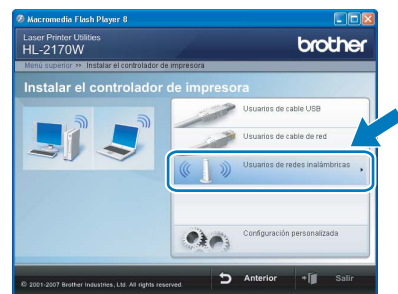 Macromedia Flash Player 8
Laser Printer Utilities
HL-2170W
brother
Menú superior >> Instalar el controlador de impresora
Instalar el controlador de impresora
Usuarios de cable USB
Usuarios de cable de red
Usuarios de redes inalámbricas
Configuración personalizada
© 2001-2007 Brother Industries, Ltd. All rights reserved.
Anterior
Salir